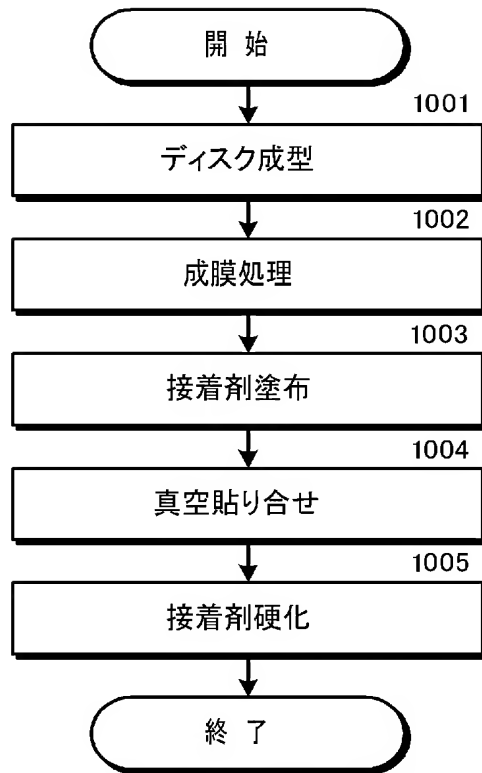 開 始
1001
ディスク成型
1002
成膜処理
1003
接着剤塗布
1004
真空貼り合せ
1005
接着剤硬化
終 了